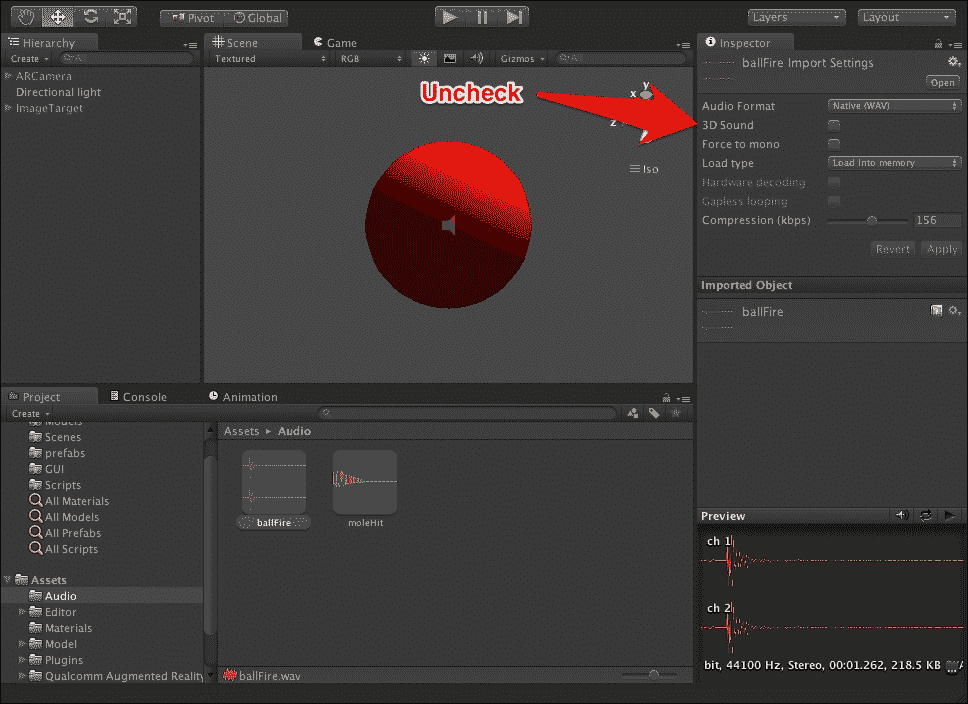 Pivot Global Layers Layout
Hierarchy
Create All
ARCamera
Directional light
ImageTarget
Scene Game
Textured RGB Gizmos All
Uncheck
x y
z
Iso
Inspector
ballFire Import Settings
Open
Audio Format Native (WAV)
3D Sound
Force to mono
Load type Load into memory
Hardware decoding
Gapless looping
Compression (kbps) 156
Revert Apply
Imported Object
ballFire
Project Console Animation
Create
Models
Scenes
prefabs
GUI
Scripts
All Materials
All Models
All Prefabs
All Scripts
Assets
Audio
Editor
Materials
Model
Plugins
Qualcomm Augmented Reality
Assets Audio
ballFire moleHit
ballFire.wav
Preview
ch 1
ch 2
bit, 44100 Hz, Stereo, 00:01.262, 218.5 KB